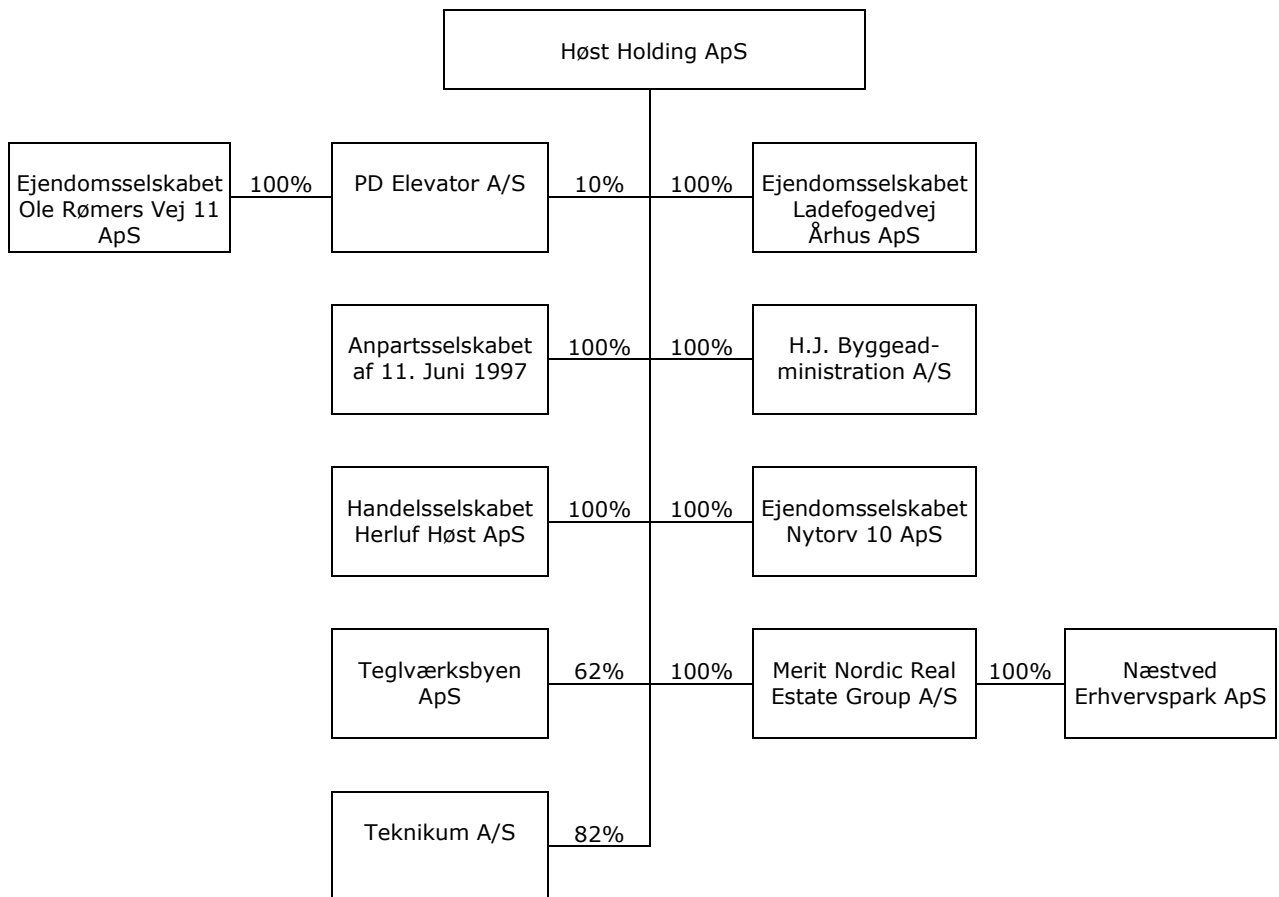 Høst Holding ApS
Ejendomsselskabet
Ole Rømers Vej 11
ApS
100%
PD Elevator A/S
10%
100%
Ejendomsselskabet
Ladefogedvej
Århus ApS
Anpartsselskabet
af 11. Juni 1997
100%
100%
H.J. Byggead-
ministration A/S
Handelsselskabet
Herluf Høst ApS
100%
100%
Ejendomsselskabet
Nytorv 10 ApS
Teglværksbyen
ApS
62%
100%
Merit Nordic Real
Estate Group A/S
100%
Næstved
Erhvervspark ApS
Teknikum A/S
82%